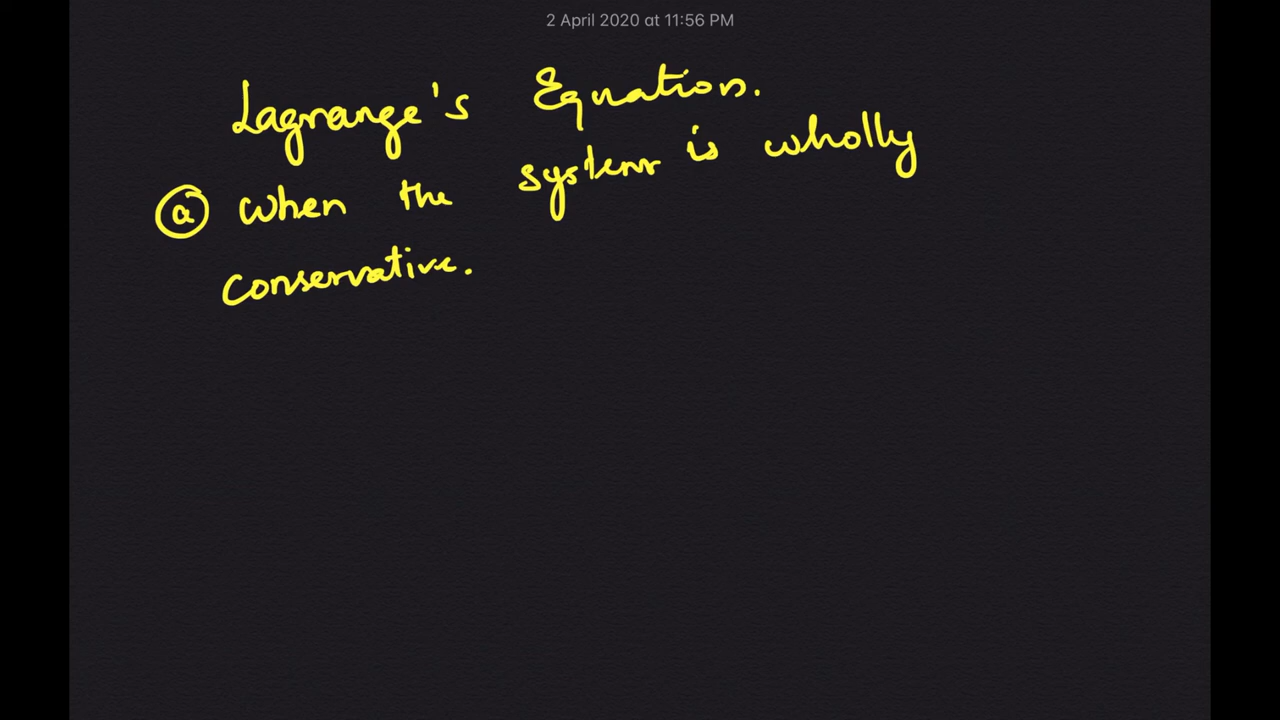 2 April 2020 at 11:56 PM
Lagrange's Equation.
(a) When the system is wholly
conservative.